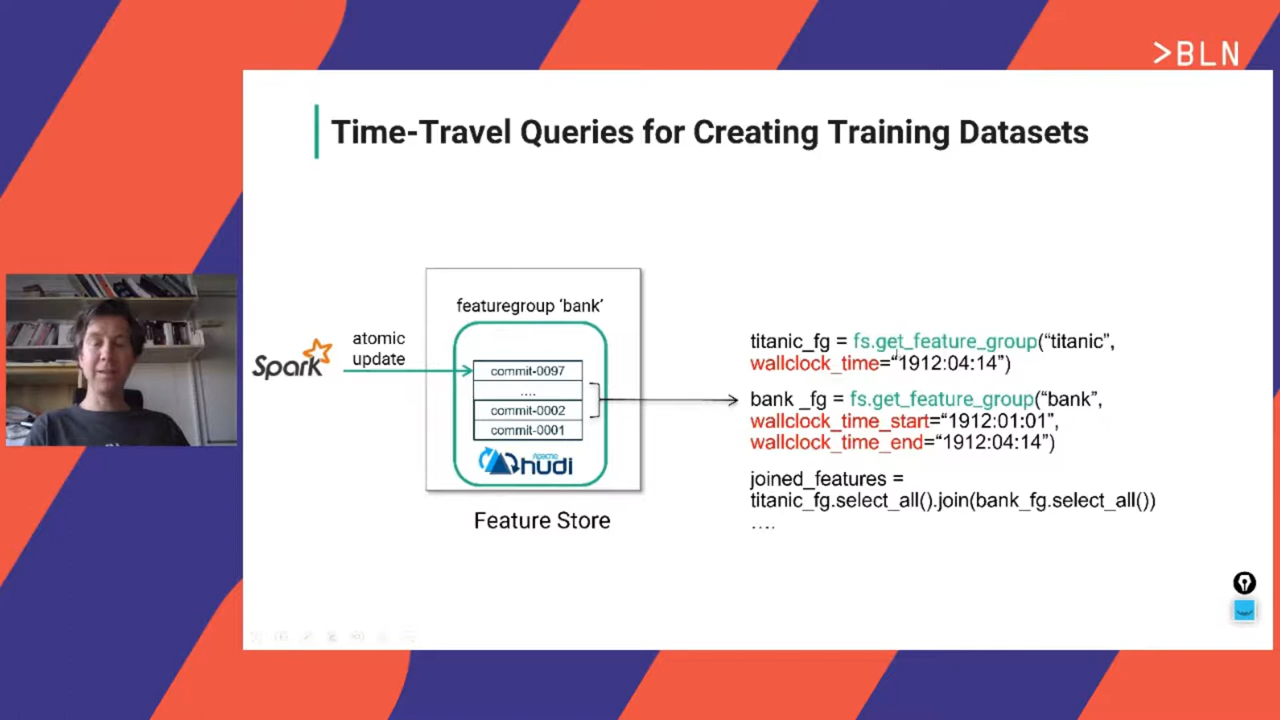 >BLN
Time-Travel Queries for Creating Training Datasets
featuregroup ‘bank’
Spark
atomic
update
commit-0097
....
commit-0002
commit-0001
APACHE
hudi
Feature Store
titanic_fg = fs.get_feature_group(“titanic”,
wallclock_time=“1912:04:14”)
bank _fg = fs.get_feature_group(“bank”,
wallclock_time_start=“1912:01:01”,
wallclock_time_end=“1912:04:14”)
joined_features =
titanic_fg.select_all().join(bank_fg.select_all())
....